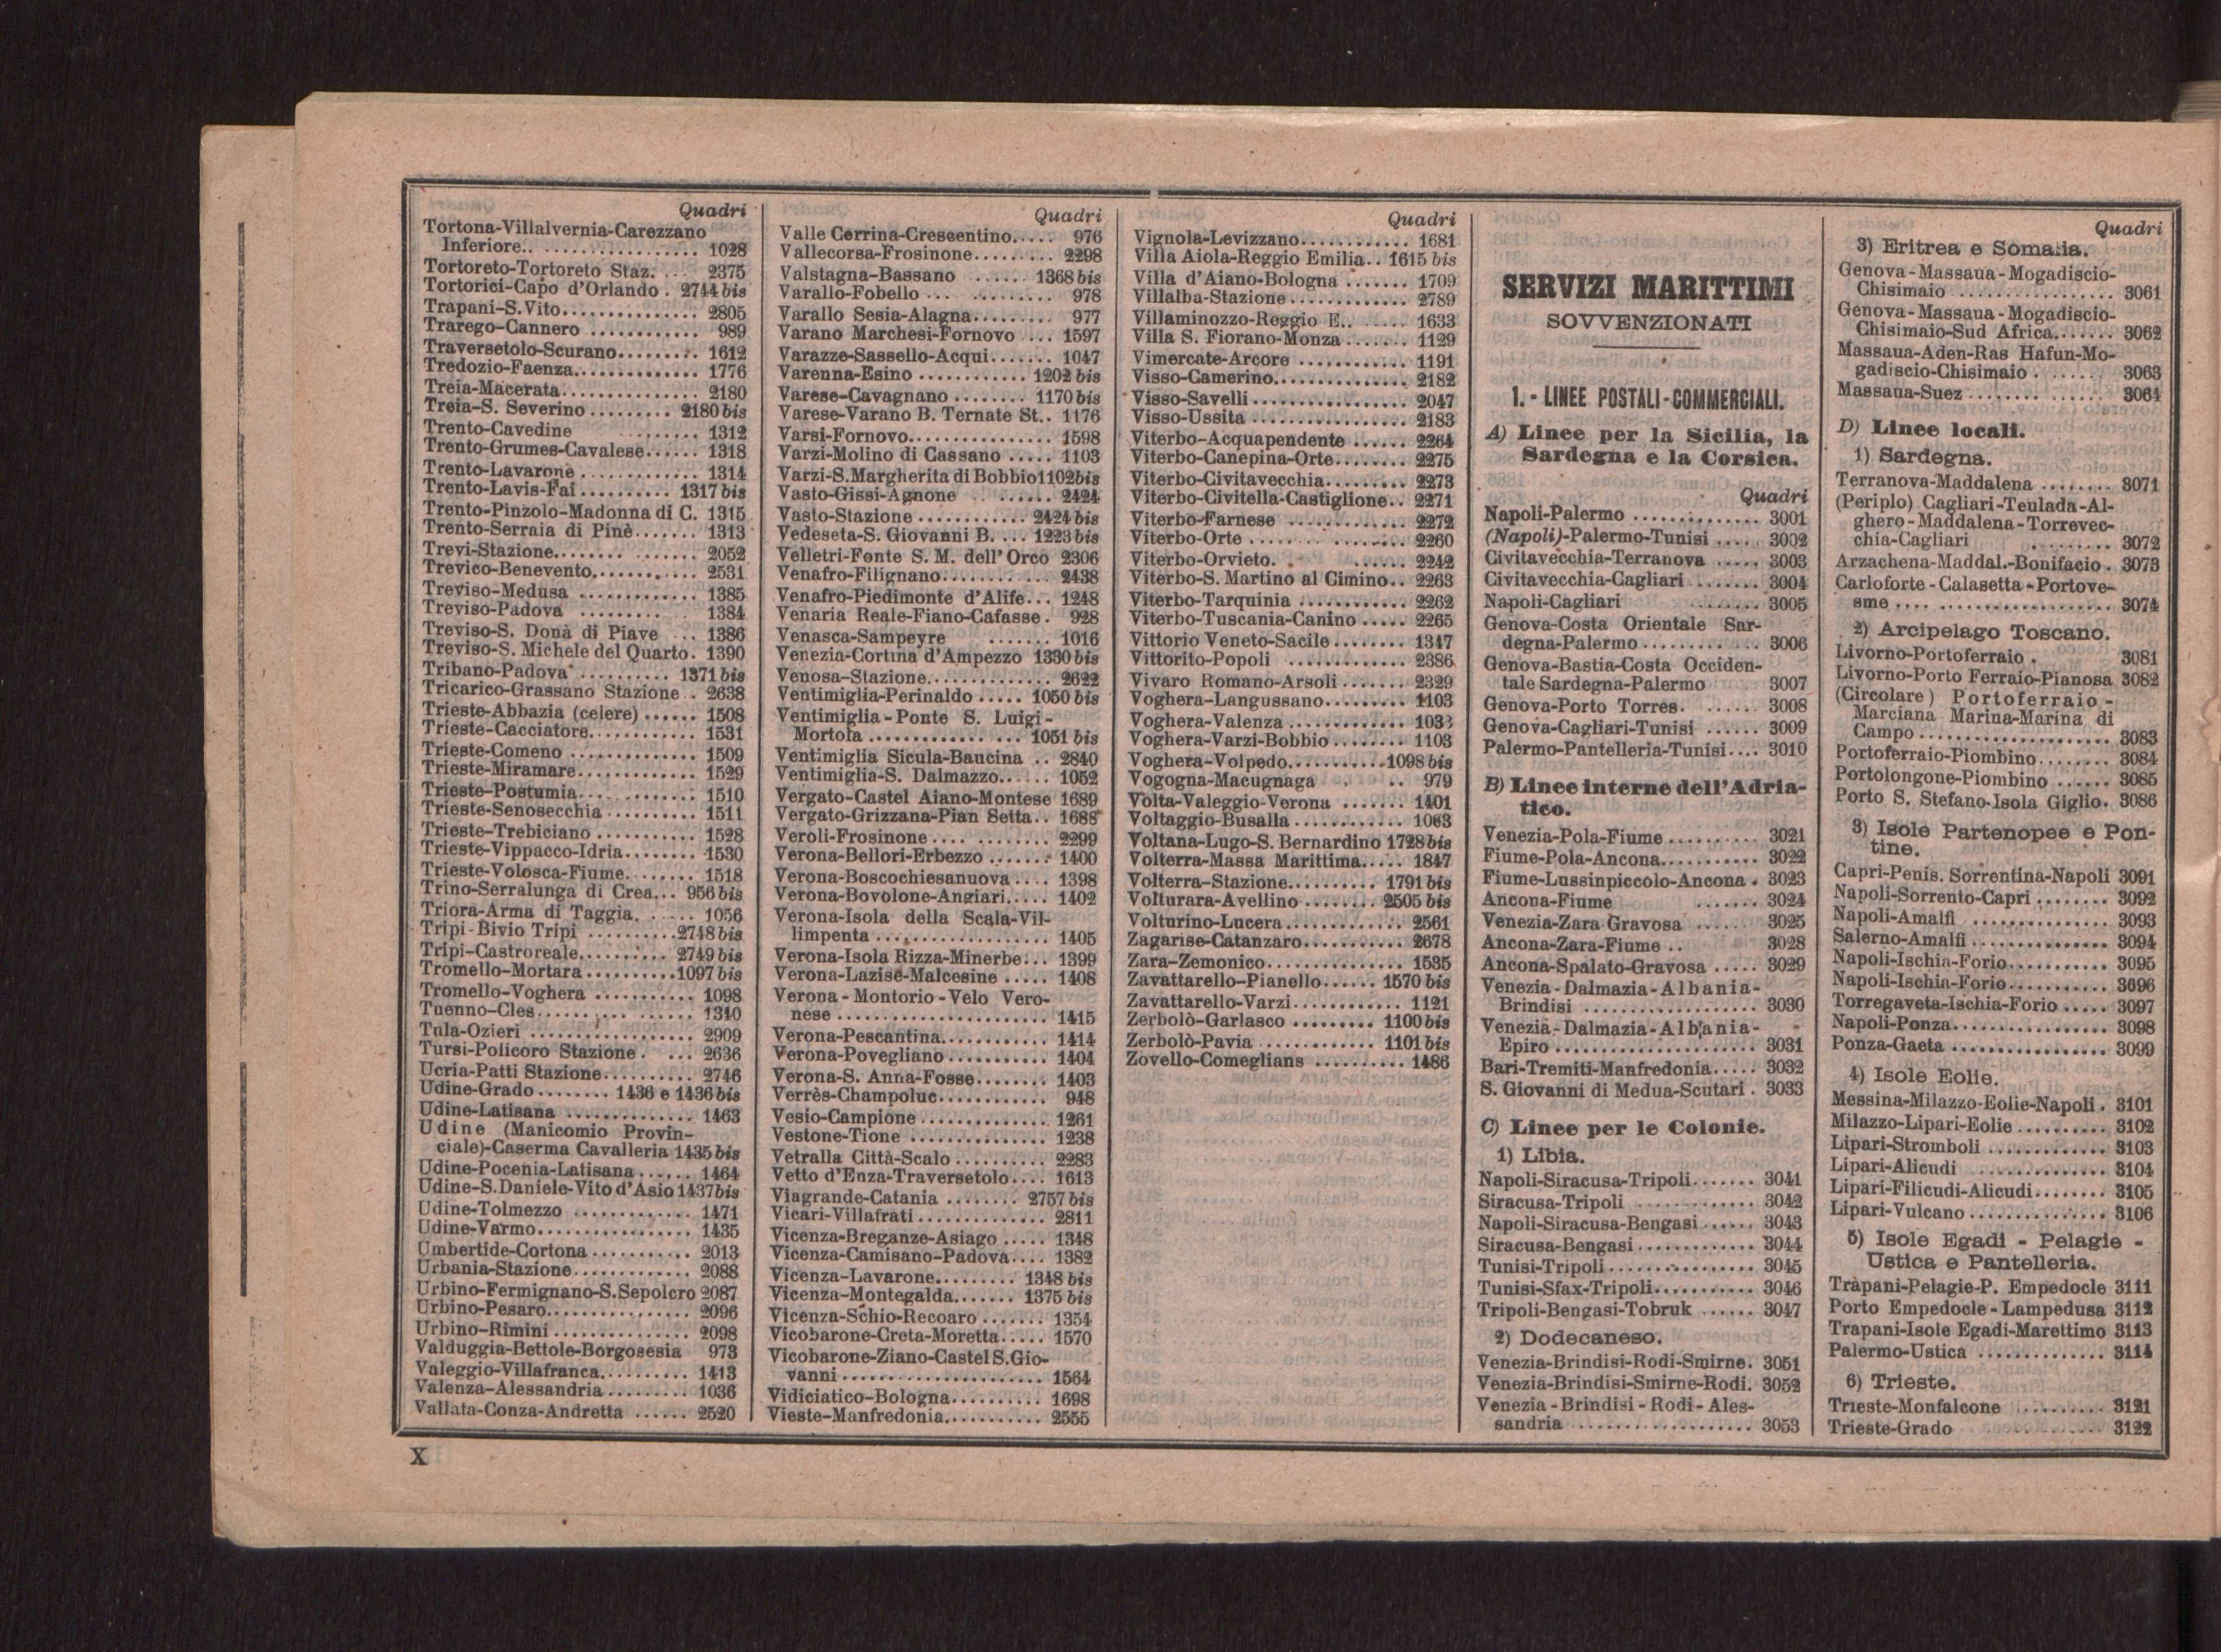 Quadri
Tortona-Villalvernia-Carezzano
Inferiore.. ................ 1028
Tortoreto-Tortoreto Staz. ... 2375
Tortorici-Capo d'Orlando . 2744 bis
Trapani-S.Vito............... 2805
Trarego-Cannero ............ 989
Traversetolo-Scurano........ 1612
Tredozio-Faenza............. 1776
Treia-Macerata............... 2180
Treia-S. Severino ......... 2180 bis
Trento-Cavedine ........ 1312
Trento-Grumes-Cavalese...... 1318
Trento-Lavarone ............. 1314
Trento-Lavis-Fai .......... 1317 bis
Trento-Pinzolo-Madonna di C. 1315
Trento-Serraia di Pinè....... 1313
Trevi-Stazione............... 2052
Trevico-Benevento........... 2531
Treviso-Medusa ............. 1385
Treviso-Padova ......... 1384
Treviso-S. Donà di Piave ... 1386
Treviso-S. Michele del Quarto. 1390
Tribano-Padova .......... 1371 bis
Tricarico-Grassano Stazione .. 2638
Trieste-Abbazia (celere) ...... 1508
Trieste-Cacciatore............ 1531
Trieste-Comeno ............. 1509
Trieste-Miramare............. 1529
Trieste-Postumia............. 1510
Trieste-Senosecchia .......... 1511
Trieste-Trebiciano ........... 1528
Trieste-Vippacco-Idria........ 1530
Trieste-Volosca-Fiume........ 1518
Trino-Serralunga di Crea... 956 bis
Triora-Arma di Taggia. ..... 1056
Tripi-Bivio Tripi ..........2748 bis
Tripi-Castroreale.......... 2749 bis
Tromello-Mortara ..........1097 bis
Tromello-Voghera ........... 1098
Tuenno-Cles................ 1340
Tula-Ozieri ................. 2909
Tursi-Policoro Stazione . ... 2636
Ucria-Patti Stazione.......... 2746
Udine-Grado ........ 1436 e 1436 bis
Udine-Latisana .............. 1463
Udine (Manicomio Provin-
ciale)-Caserma Cavalleria 1435 bis
Udine-Pocenia-Latisana ...... 1464
Udine-S.Daniele-Vito d'Asio 1437bis
Udine-Tolmezzo ............. 1471
Udine-Varmo................. 1435
Umbertide-Cortona ........... 2013
Urbania-Stazione............. 2088
Urbino-Fermignano-S.Sepolcro 2087
Urbino-Pesaro................ 2096
Urbino-Rimini ............... 2098
Valduggia-Bettole-Borgosesia 973
Valeggio-Villafranca.......... 1413
Valenza-Alessandria ......... 1036
Vallata-Conza-Andretta ...... 2520
X
Quadri
Valle Cerrina-Crescentino..... 976
Vallecorsa-Frosinone......... 2298
Valstagna-Bassano ...... 1368 bis
Varallo-Fobello ... ......... 978
Varallo Sesia-Alagna......... 977
Varano Marchesi-Fornovo ... 1597
Varazze-Sassello-Acqui....... 1047
Varenna-Esino ............ 1202 bis
Varese-Cavagnano ........ 1170 bis
Varese-Varano B. Ternate St.. 1176
Varsi-Fornovo................ 1598
Varzi-Molino di Cassano ..... 1103
Varzi-S.Margherita di Bobbio1102bis
Vasto-Gissi-Agnone ...... 2424
Vasto-Stazione ............ 2424 bis
Vedeseta-S. Giovanni B. ... 1223 bis
Velletri-Fonte S. M. dell' Orco 2306
Venafro-Filignano............. 2438
Venafro-Piedimonte d'Alife... 1248
Venaria Reale-Fiano-Cafasse. 928
Venasca-Sampeyre ....... 1016
Venezia-Cortina d'Ampezzo 1330 bis
Venosa-Stazione.............. 2622
Ventimiglia-Perinaldo ..... 1050 bis
Ventimiglia-Ponte S. Luigi-
Mortola ................ 1051 bis
Ventimiglia Sicula-Baucina .. 2840
Ventimiglia-S. Dalmazzo...... 1052
Vergato-Castel Aiano-Montese 1689
Vergato-Grizzana-Pian Setta.. 1688
Veroli-Frosinone .... ........ 2299
Verona-Bellori-Erbezzo ....... 1400
Verona-Boscochiesanuova .... 1398
Verona-Bovolone-Angiari...... 1402
Verona-Isola della Scala-Vil-
limpenta ................... 1405
Verona-Isola Rizza-Minerbe... 1399
Verona-Lazise-Malcesine ..... 1408
Verona-Montorio-Velo Vero-
nese ....................... 1415
Verona-Pescantina............ 1414
Verona-Povegliano ........... 1404
Verona-S. Anna-Fosse........ 1403
Verrès-Champoluc............ 948
Vesio-Campione .............. 1261
Vestone-Tione ............... 1238
Vetralla Città-Scalo .......... 2283
Vetto d'Enza-Traversetolo.... 1613
Viagrande-Catania ........ 2757 bis
Vicari-Villafrati ............... 2811
Vicenza-Breganze-Asiago ..... 1348
Vicenza-Camisano-Padova.... 1382
Vicenza-Lavarone.......... 1348 bis
Vicenza-Montegalda....... 1375 bis
Vicenza-Schio-Recoaro ....... 1354
Vicobarone-Creta-Moretta..... 1570
Vicobarone-Ziano-Castel S.Gio-
vanni ....................... 1564
Vidiciatico-Bologna........... 1698
Vieste-Manfredonia........... 2555
Quadri
Vignola-Levizzano............ 1681
Villa Aiola-Reggio Emilia.. 1615 bis
Villa d'Aiano-Bologna ....... 1709
Villalba-Stazione ............. 2789
Villaminozzo-Reggio E.. ..... 1633
Villa S. Fiorano-Monza ....... 1129
Vimercate-Arcore ............ 1191
Visso-Camerino............... 2182
Visso-Savelli ................. 2047
Visso-Ussita ................. 2183
Viterbo-Acquapendente ...... 2264
Viterbo-Canepina-Orte........ 2275
Viterbo-Civitavecchia......... 2273
Viterbo-Civitella-Castiglione.. 2271
Viterbo-Farnese ............. 2272
Viterbo-Orte .... ........ 2260
Viterbo-Orvieto. ...... 2242
Viterbo-S. Martino al Cimino.. 2263
Viterbo-Tarquinia ............ 2262
Viterbo-Tuscania-Canino ..... 2265
Vittorio Veneto-Sacile......... 1347
Vittorito-Popoli ............ 2386
Vivaro Romano-Arsoli ....... 2329
Voghera-Langussano......... 1103
Voghera-Valenza ............. 1033
Voghera-Varzi-Bobbio ........ 1103
Voghera-Volpedo...........1098 bis
Vogogna-Macugnaga . .. 979
Volta-Valeggio-Verona ....... 1401
Voltaggio-Busalla ............ 1063
Voltana-Lugo-S. Bernardino 1728 bis
Volterra-Massa Marittima..... 1847
Volterra-Stazione.......... 1791 bis
Volturara-Avellino ........ 2505 bis
Volturino-Lucera............. 2561
Zagarise-Catanzaro........... 2678
Zara-Zemonico............... 1535
Zavattarello-Pianello...... 1570 bis
Zavattarello-Varzi............ 1121
Zerbolò-Garlasco ......... 1100 bis
Zerbolò-Pavia ............. 1101 bis
Zovello-Comeglians .......... 1486
SERVIZI MARITTIMI
SOVVENZIONATI
1. - LINEE POSTALI-COMMERCIALI.
A) Linee per la Sicilia, la
Sardegna e la Corsica.
Quadri
Napoli-Palermo .............. 3001
(Napoli)-Palermo-Tunisi .... 3002
Civitavecchia-Terranova ..... 3003
Civitavecchia-Cagliari ....... 3004
Napoli-Cagliari ....... 3005
Genova-Costa Orientale Sar-
degna-Palermo ......... 3006
Genova-Bastia-Costa Occiden-
tale Sardegna-Palermo 3007
Genova-Porto Torres. ...... 3008
Genova-Cagliari-Tunisi ...... 3009
Palermo-Pantelleria-Tunisi.... 3010
B) Linee interne dell'Adria-
tico.
Venezia-Pola-Fiume .......... 3021
Fiume-Pola-Ancona........... 3022
Fiume-Lussinpiccolo-Ancona . 3023
Ancona-Fiume ....... 3024
Venezia-Zara Gravosa ...... 3025
Ancona-Zara-Fiume .. 3028
Ancona-Spalato-Gravosa ..... 3029
Venezia-Dalmazia-Albania-
Brindisi .................. 3030
Venezia-Dalmazia-Albania-
Epiro ...................... 3031
Bari-Tremiti-Manfredonia..... 3032
S. Giovanni di Medua-Scutari . 3033
C) Linee per le Colonie.
1) Libia.
Napoli-Siracusa-Tripoli....... 3041
Siracusa-Tripoli ............ 3042
Napoli-Siracusa-Bengasi ...... 3043
Siracusa-Bengasi ............. 3044
Tunisi-Tripoli................ 3045
Tunisi-Sfax-Tripoli........... 3046
Tripoli-Bengasi-Tobruk ...... 3047
2) Dodecaneso.
Venezia-Brindisi-Rodi-Smirne. 3051
Venezia-Brindisi-Smirne-Rodi. 3052
Venezia-Brindisi-Rodi-Ales-
sandria .................... 3053
Quadri
3) Eritrea e Somalia.
Genova-Massaua-Mogadiscio-
Chisimaio .................. 3061
Genova-Massaua-Mogadiscio-
Chisimaio-Sud Africa....... 3062
Massaua-Aden-Ras Hafun-Mo-
gadiscio-Chisimaio . ...... 3063
Massaua-Suez ........ ...... 3064
D) Linee locali.
1) Sardegna.
Terranova-Maddalena ........ 3071
(Periplo) Cagliari-Teulada-Al-
ghero-Maddalena-Torrevec-
chia-Cagliari ......... 3072
Arzachena-Maddal.-Bonifacio . 3073
Carloforte-Calasetta-Portove-
sme .... ................... 3074
2) Arcipelago Toscano.
Livorno-Portoferraio . 3081
Livorno-Porto Ferraio-Pianosa 3082
(Circolare) Portoferraio-
Marciana Marina-Marina di
Campo ..................... 3083
Portoferraio-Piombino........ 3084
Portolongone-Piombino ...... 3085
Porto S. Stefano-Isola Giglio. 3086
3) Isole Partenopee e Pon-
tine.
Capri-Penis. Sorrentina-Napoli 3091
Napoli-Sorrento-Capri ........ 3092
Napoli-Amalfi ............... 3093
Salerno-Amalfi ............... 3094
Napoli-Ischia-Forio........... 3095
Napoli-Ischia-Forio........... 3096
Torregaveta-Ischia-Forio ..... 3097
Napoli-Ponza................. 3098
Ponza-Gaeta ................. 3099
4) Isole Eolie.
Messina-Milazzo-Eolie-Napoli . 3101
Milazzo-Lipari-Eolie .......... 3102
Lipari-Stromboli .............. 3103
Lipari-Alicudi ............ 3104
Lipari-Filicudi-Alicudi........ 3105
Lipari-Vulcano ............... 3106
5) Isole Egadi - Pelagie -
Ustica e Pantelleria.
Tràpani-Pelagie-P. Empedocle 3111
Porto Empedocle-Lampedusa 3112
Trapani-Isole Egadi-Marettimo 3113
Palermo-Ustica .............. 3114
6) Trieste.
Trieste-Monfalcone .......... 3121
Trieste-Grado .......... 3122